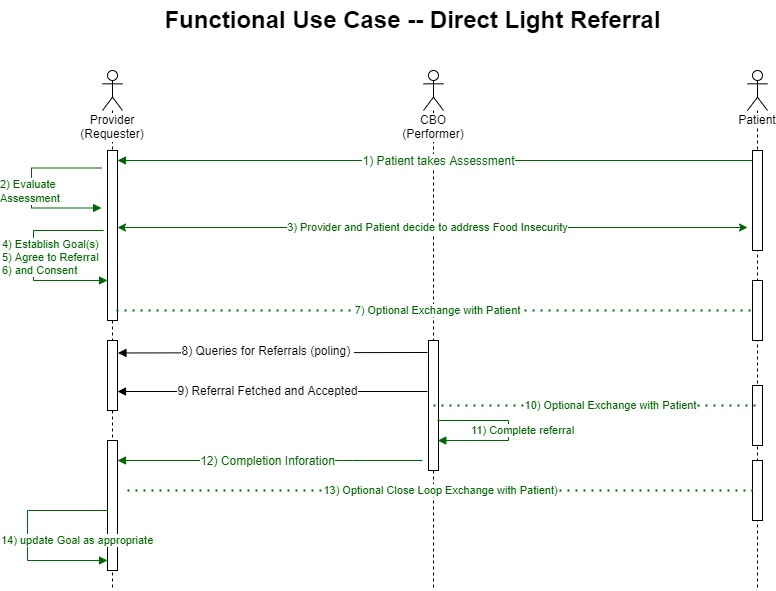 Functional Use Case -- Direct Light Referral
Provider
(Requester)
CBO
(Performer)
Patient
1) Patient takes Assessment
2) Evaluate
Assessment
3) Provider and Patient decide to address Food Insecurity
4) Establish Goal(s)
5) Agree to Referral
6) and Consent
7) Optional Exchange with Patient
8) Queries for Referrals (poling)
9) Referral Fetched and Accepted
10) Optional Exchange with Patient
11) Complete referral
12) Completion Inforation
13) Optional Close Loop Exchange with Patient)
14) update Goal as appropriate